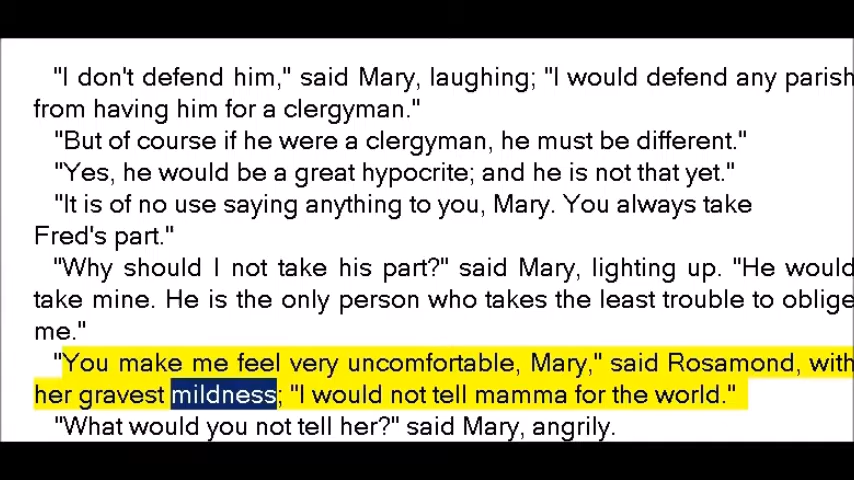 "I don't defend him," said Mary, laughing; "I would defend any parish
from having him for a clergyman."
"But of course if he were a clergyman, he must be different."
"Yes, he would be a great hypocrite; and he is not that yet."
"It is of no use saying anything to you, Mary. You always take
Fred's part."
"Why should I not take his part?" said Mary, lighting up. "He would
take mine. He is the only person who takes the least trouble to oblige
me."
"You make me feel very uncomfortable, Mary," said Rosamond, with
her gravest mildness; "I would not tell mamma for the world."
"What would you not tell her?" said Mary, angrily.